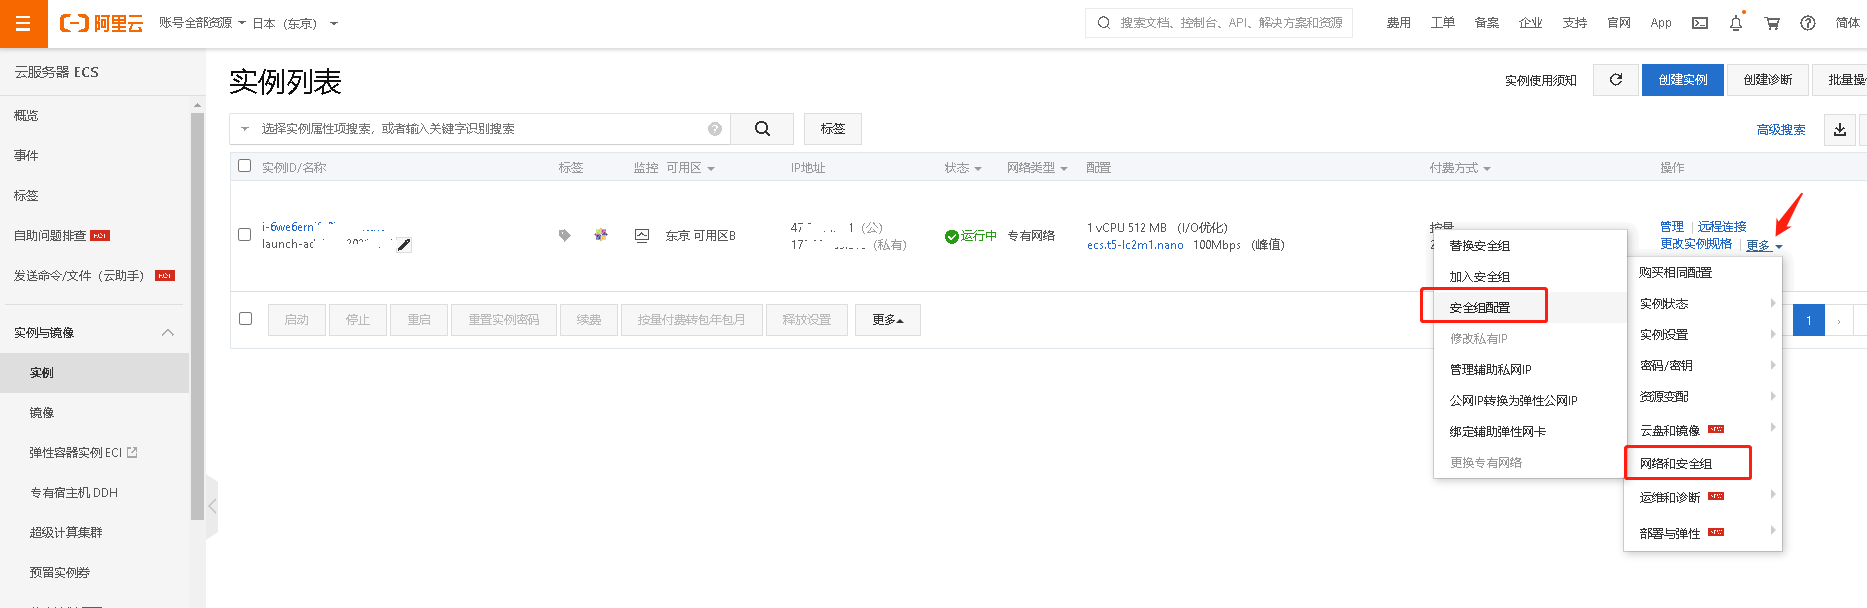 阿里云 账号全部资源 日本（东京） 搜索文档、控制台、API、解决方案和资源 费用 工单 备案 企业 支持 官网 App 简体
云服务器 ECS
概览
事件
标签
自助问题排查 HOT
发送命令/文件（云助手） HOT
实例与镜像
实例
镜像
弹性容器实例 ECI
专有宿主机 DDH
超级计算集群
预留实例券
实例列表
实例使用须知 创建实例 创建诊断 批量操
选择实例属性项搜索，或者输入关键字识别搜索 标签 高级搜索
实例ID/名称 标签 监控 可用区 IP地址 状态 网络类型 配置 付费方式 操作
i-6we6er
launch-ad
东京 可用区B
47. 1 （公）
17 （私有）
运行中 专有网络
1 vCPU 512 MB （I/O优化）
ecs.t5-lc2m1.nano 100Mbps （峰值）
按量
2
管理 远程连接
更改实例规格 更多
启动 停止 重启 重置实例密码 续费 按量付费转包年包月 释放设置 更多
1
替换安全组
加入安全组
安全组配置
修改私有IP
管理辅助私网IP
公网IP转换为弹性公网IP
绑定辅助弹性网卡
更换专有网络
购买相同配置
实例状态
实例设置
密码/密钥
资源变配
云盘和镜像 NEW
网络和安全组
运维和诊断 NEW
部署与弹性 NEW